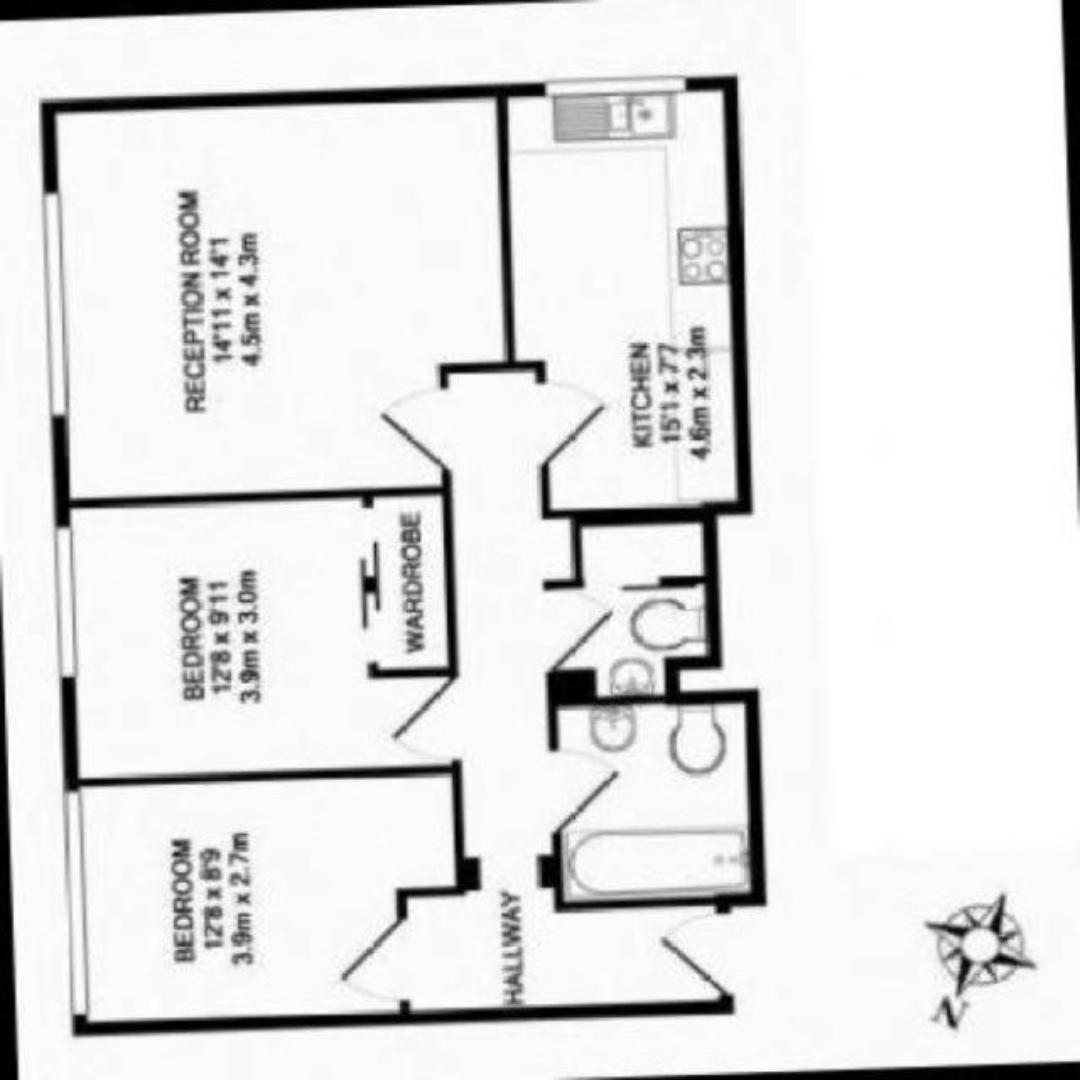 RECEPTION ROOM
14'11 x 14'1
4.5m x 4.3m
KITCHEN
15'1 x 7'7
4.6m x 2.3m
BEDROOM
12'8 x 9'11
3.9m x 3.0m
WARDROBE
BEDROOM
12'8 x 8'9
3.9m x 2.7m
HALLWAY
N